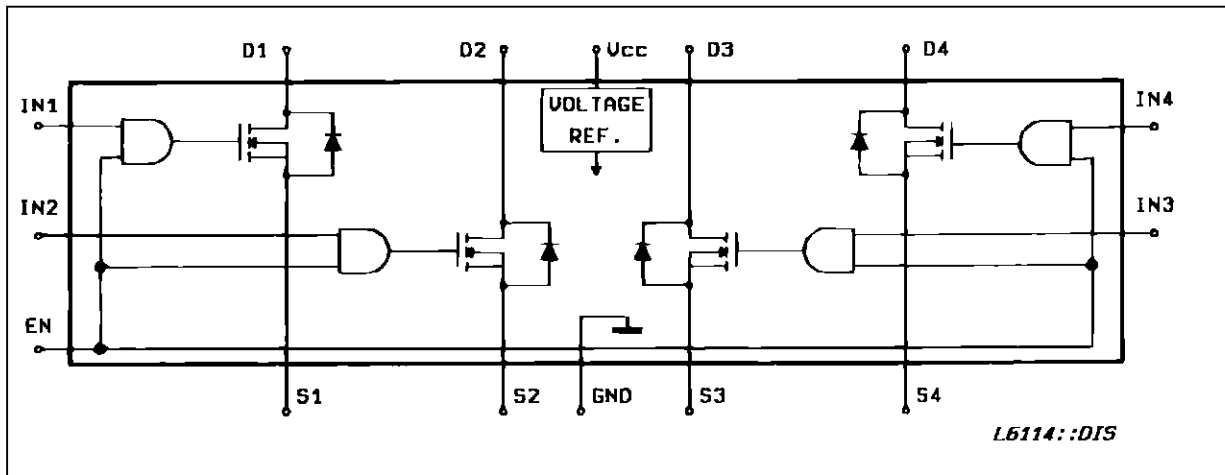 D1
D2
Vcc
D3
D4
IN1
VOLTAGE
REF.
IN4
IN2
IN3
EN
S1
S2
GND
S3
S4
L6114::DIS